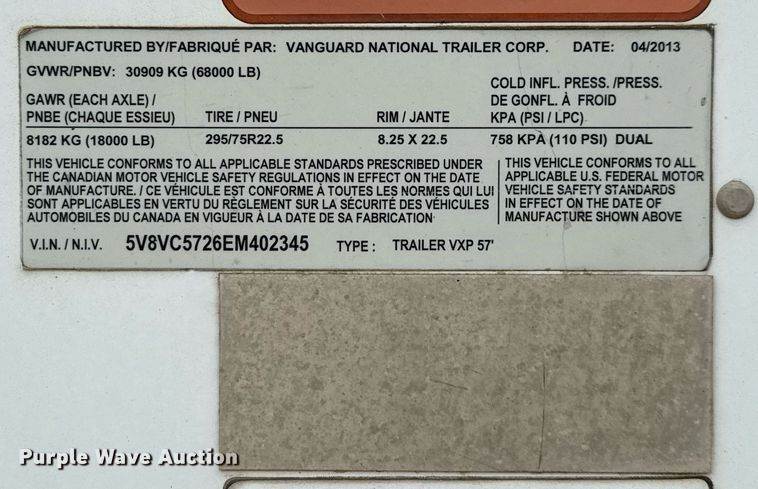 MANUFACTURED BY/FABRIQUÉ PAR: VANGUARD NATIONAL TRAILER CORP. DATE: 04/2013
GVWR/PNBV: 30909 KG (68000 LB)
COLD INFL. PRESS. /PRESS.
GAWR (EACH AXLE) / DE GONFL. À FROID
PNBE (CHAQUE ESSIEU) TIRE / PNEU RIM / JANTE KPA (PSI / LPC)
8182 KG (18000 LB) 295/75R22.5 8.25 X 22.5 758 KPA (110 PSI) DUAL
THIS VEHICLE CONFORMS TO ALL APPLICABLE STANDARDS PRESCRIBED UNDER
THE CANADIAN MOTOR VEHICLE SAFETY REGULATIONS IN EFFECT ON THE DATE
OF MANUFACTURE. / CE VÉHICULE EST CONFORME À TOUTES LES NORMES QUI LUI
SONT APPLICABLES EN VERTU DU RÈGLEMENT SUR LA SÉCURITÉ DES VÉHICULES
AUTOMOBILES DU CANADA EN VIGUEUR À LA DATE DE SA FABRICATION
THIS VEHICLE CONFORMS TO ALL
APPLICABLE U.S. FEDERAL MOTOR
VEHICLE SAFETY STANDARDS
IN EFFECT ON THE DATE OF
MANUFACTURE SHOWN ABOVE
V.I.N. / N.I.V. 5V8VC5726EM402345 TYPE : TRAILER VXP 57'
Purple Wave Auction